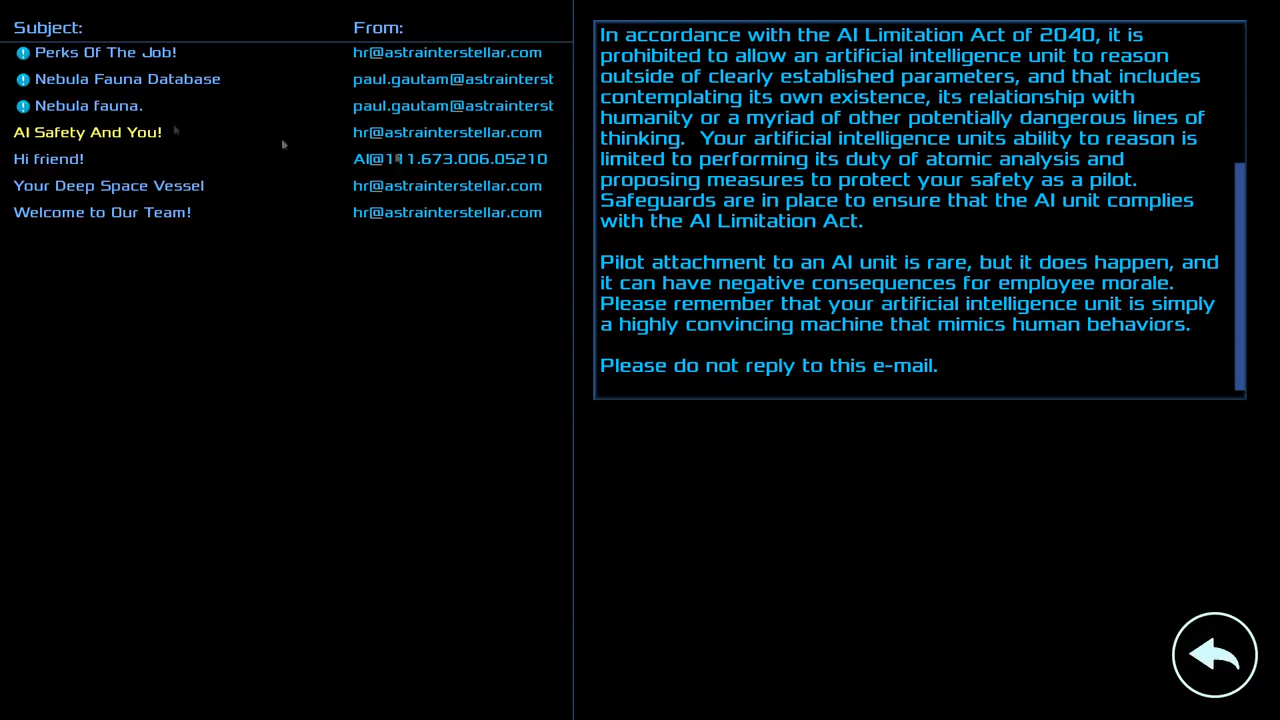 Subject: From:
Perks Of The Job! hr@astrainterstellar.com
Nebula Fauna Database paul.gautam@astrainterst
Nebula fauna. paul.gautam@astrainterst
AI Safety And You! hr@astrainterstellar.com
Hi friend! AI@111.673.006.05210
Your Deep Space Vessel hr@astrainterstellar.com
Welcome to Our Team! hr@astrainterstellar.com
In accordance with the AI Limitation Act of 2040, it is
prohibited to allow an artificial intelligence unit to reason
outside of clearly established parameters, and that includes
contemplating its own existence, its relationship with
humanity or a myriad of other potentially dangerous lines of
thinking. Your artificial intelligence units ability to reason is
limited to performing its duty of atomic analysis and
proposing measures to protect your safety as a pilot.
Safeguards are in place to ensure that the AI unit complies
with the AI Limitation Act.
Pilot attachment to an AI unit is rare, but it does happen, and
it can have negative consequences for employee morale.
Please remember that your artificial intelligence unit is simply
a highly convincing machine that mimics human behaviors.
Please do not reply to this e-mail.